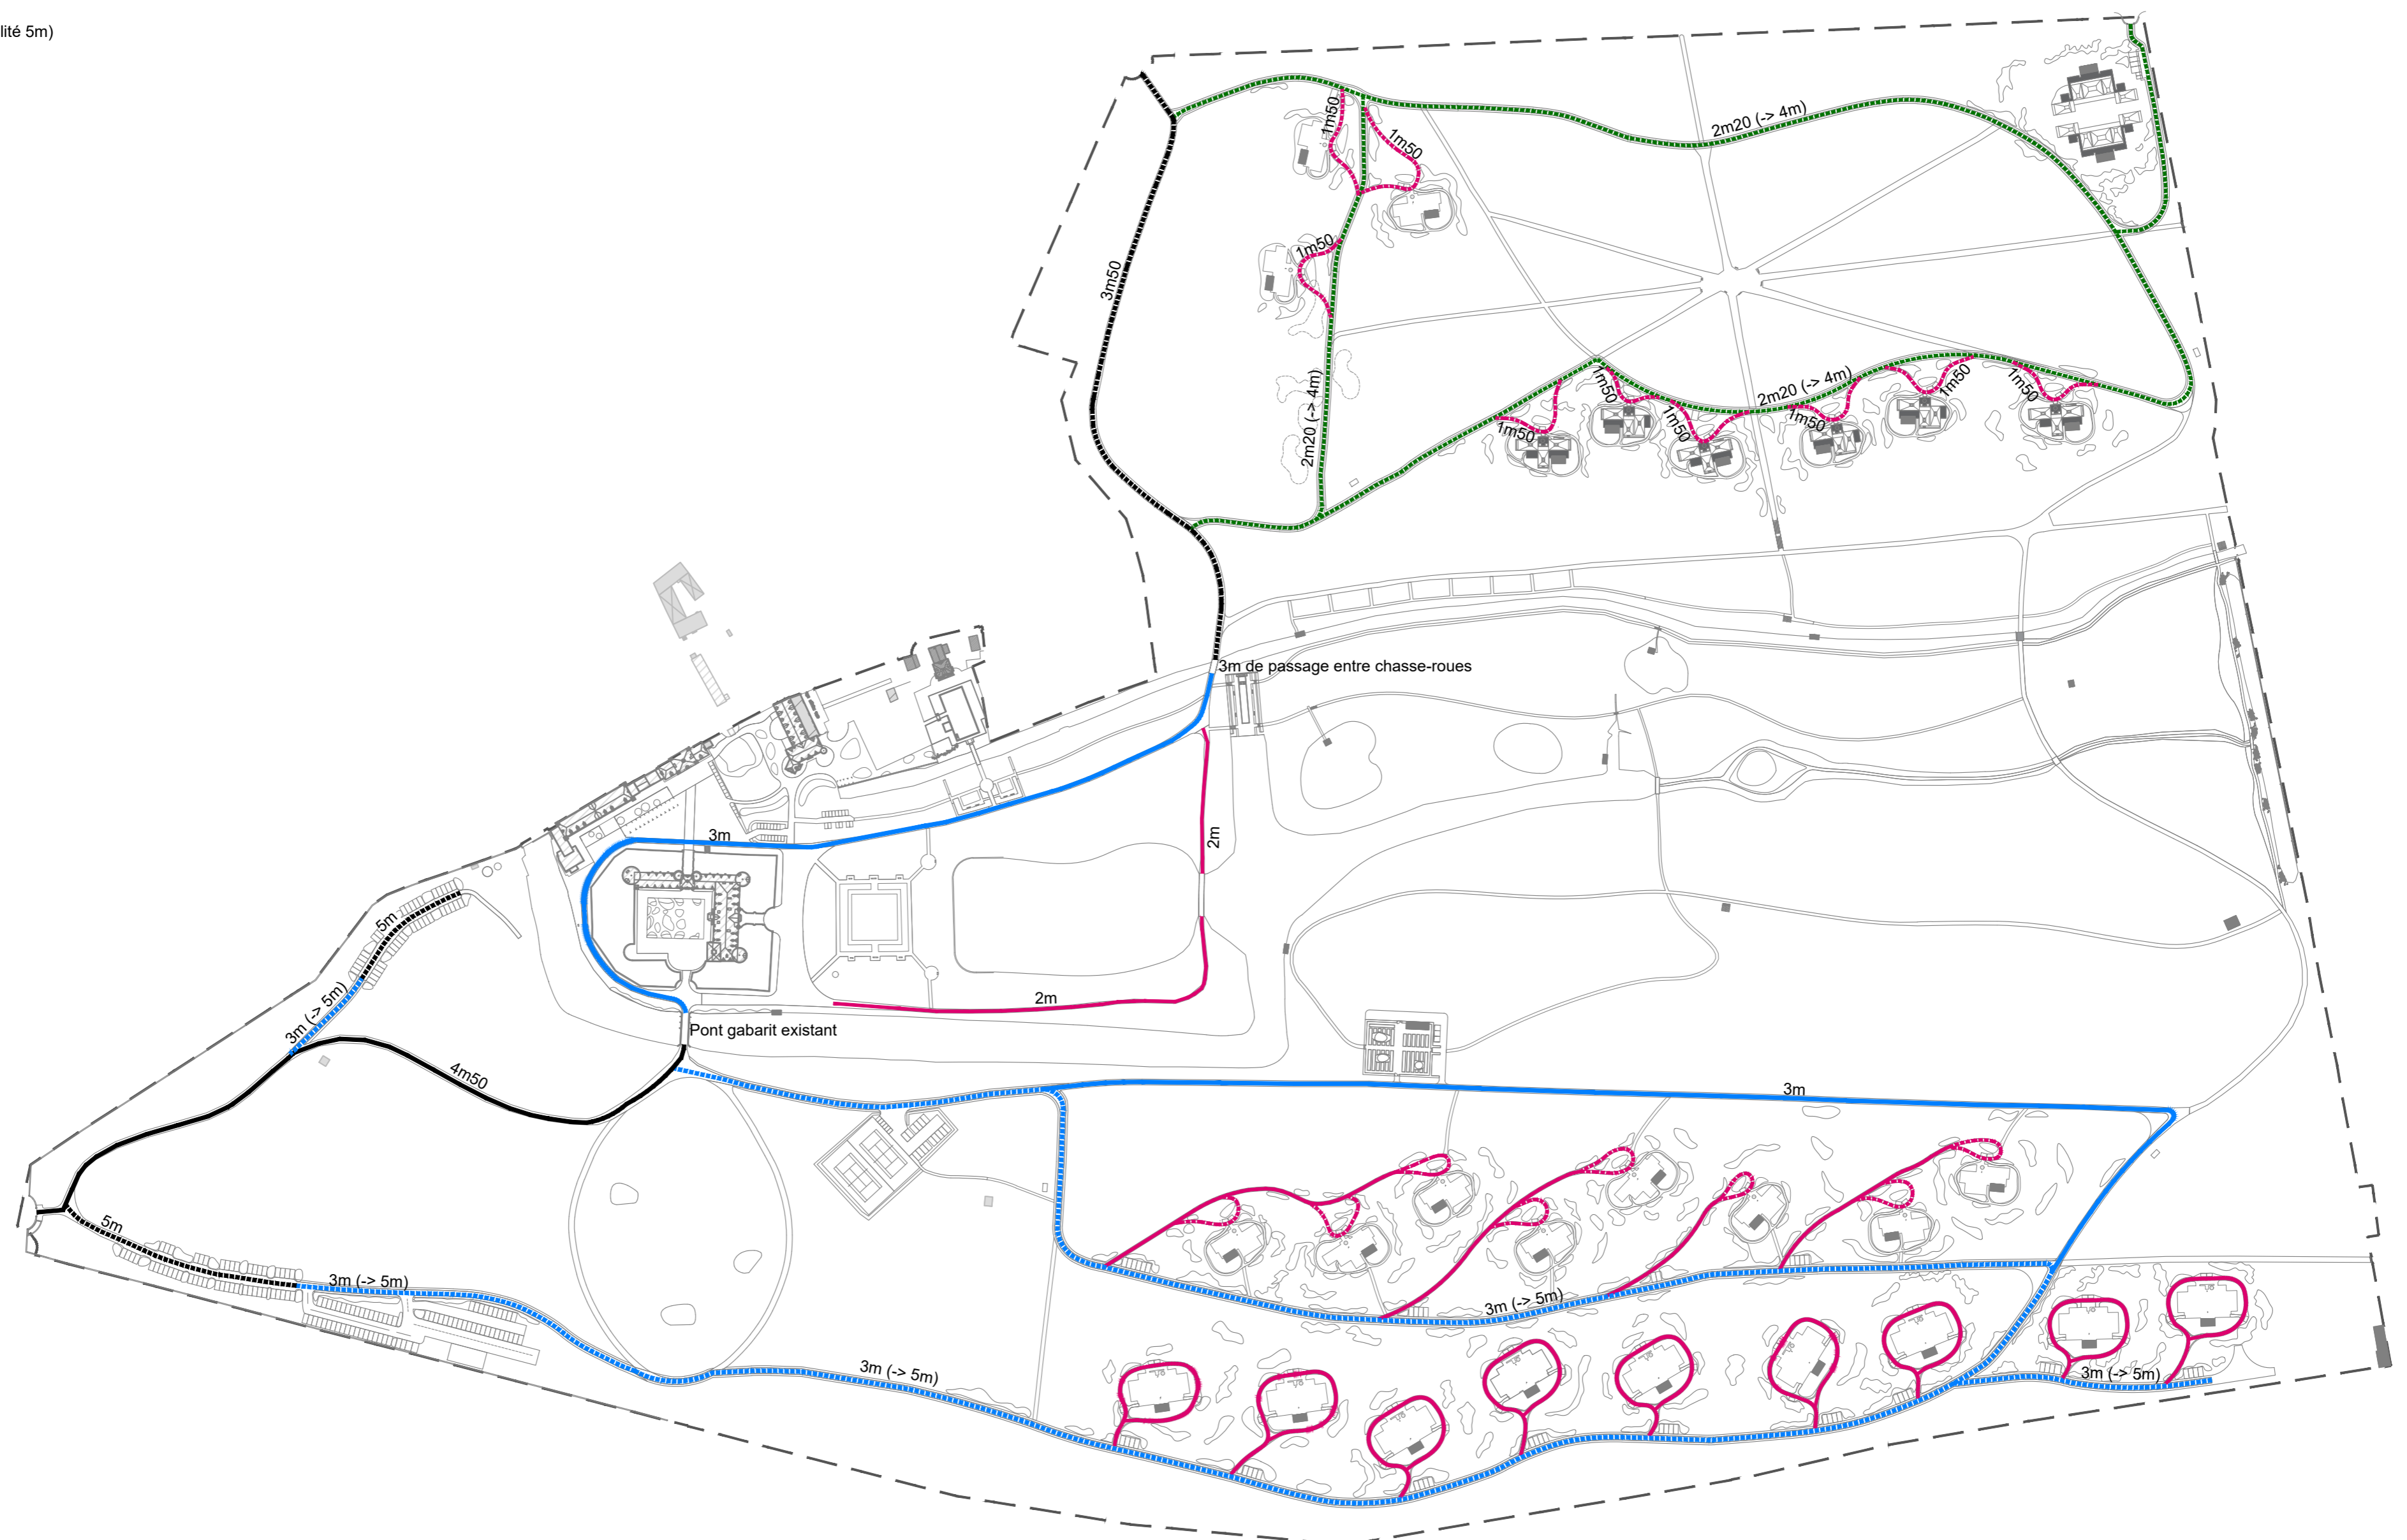 lité 5m)
1m50
1m50
2m20 (-> 4m)
1m50
3m50
2m20 (-> 4m)
2m20 (-> 4m)
1m50
1m50
1m50
1m50
1m50
1m50
3m de passage entre chasse-roues
3m
2m
5m
2m
3m (-> 5m)
Pont gabarit existant
4m50
3m
5m
3m (-> 5m)
3m (-> 5m)
3m (-> 5m)
3m (-> 5m)